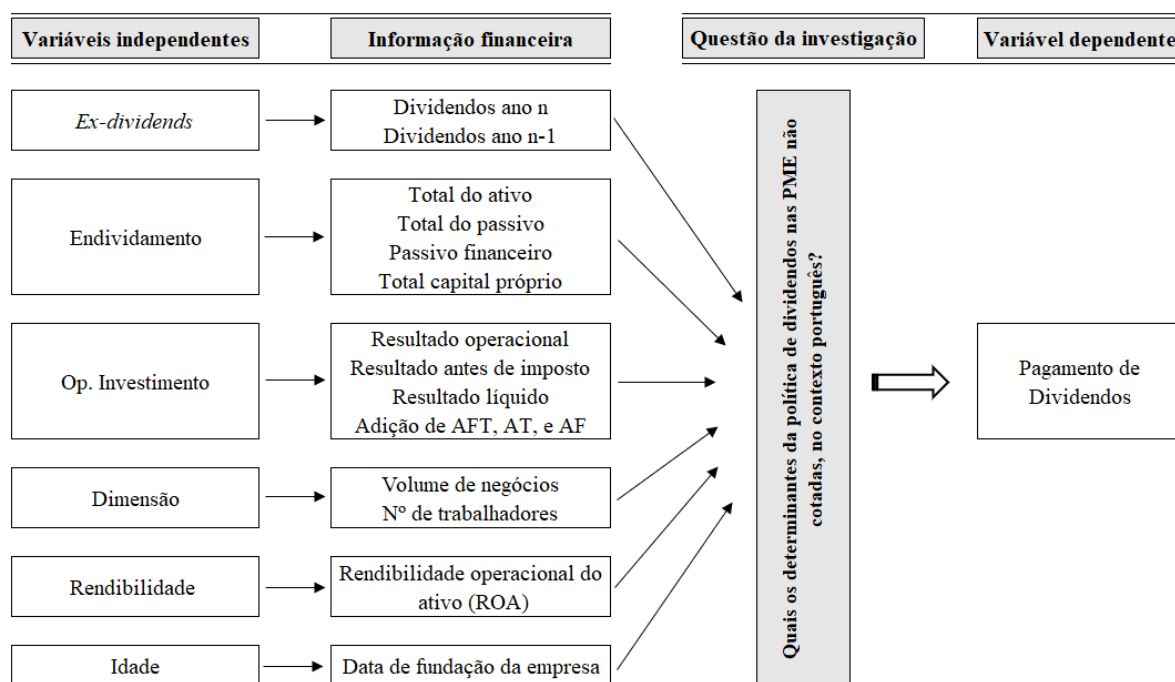 Variáveis independentes
Informação financeira
Questão da investigação
Variável dependente
Ex-dividends
Dividendos ano n
Dividendos ano n-1
Endividamento
Total do ativo
Total do passivo
Passivo financeiro
Total capital próprio
Op. Investimento
Resultado operacional
Resultado antes de imposto
Resultado líquido
Adição de AFT, AT, e AF
Dimensão
Volume de negócios
Nº de trabalhadores
Rendibilidade
Rendibilidade operacional do
ativo (ROA)
Idade
Data de fundação da empresa
Quais os determinantes da política de dividendos nas PME não
cotadas, no contexto português?
Pagamento de
Dividendos